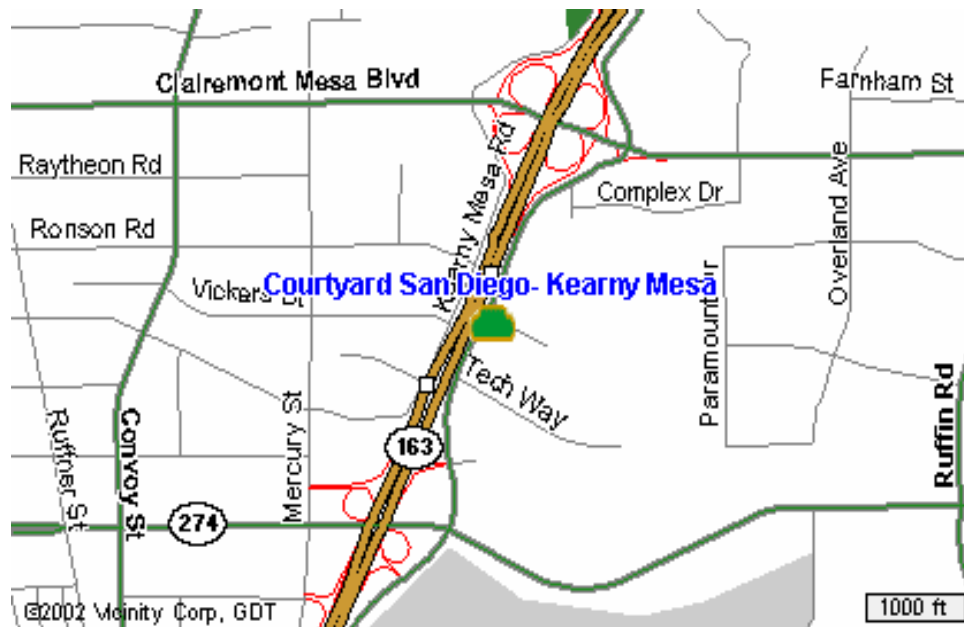 Clairemont Mesa Blvd
Farnham St
Raytheon Rd
Kearny Mesa Rd
Complex Dr
Overland Ave
Ronson Rd
Courtyard San Diego- Kearny Mesa
Vickers
Paramount Dr
Tech Way
Ruffin Rd
Mercury St
Convoy St
Ruffner St
163
274
©2002 Vicinity Corp, GDT
1000 ft